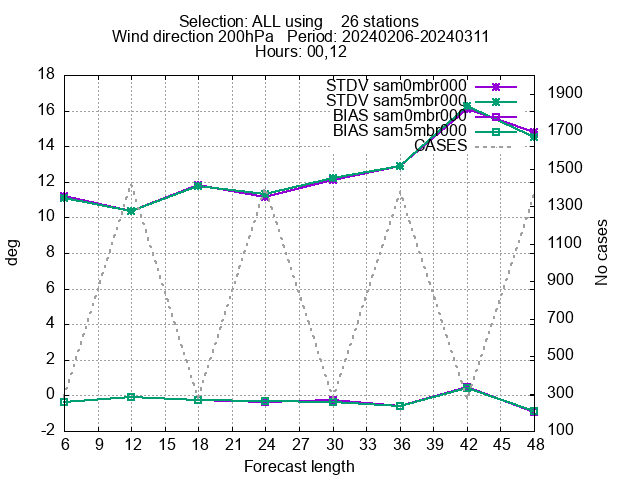 Selection: ALL using    26 stations
Wind direction 200hPa   Period: 20240206-20240311
Hours: 00,12
STDV sam0mbr000
STDV sam5mbr000
BIAS sam0mbr000
BIAS sam5mbr000
CASES
18
16
14
12
10
8
6
4
2
0
-2
deg
1900
1700
1500
1300
1100
900
700
500
300
100
No cases
6 9 12 15 18 21 24 27 30 33 36 39 42 45 48
Forecast length